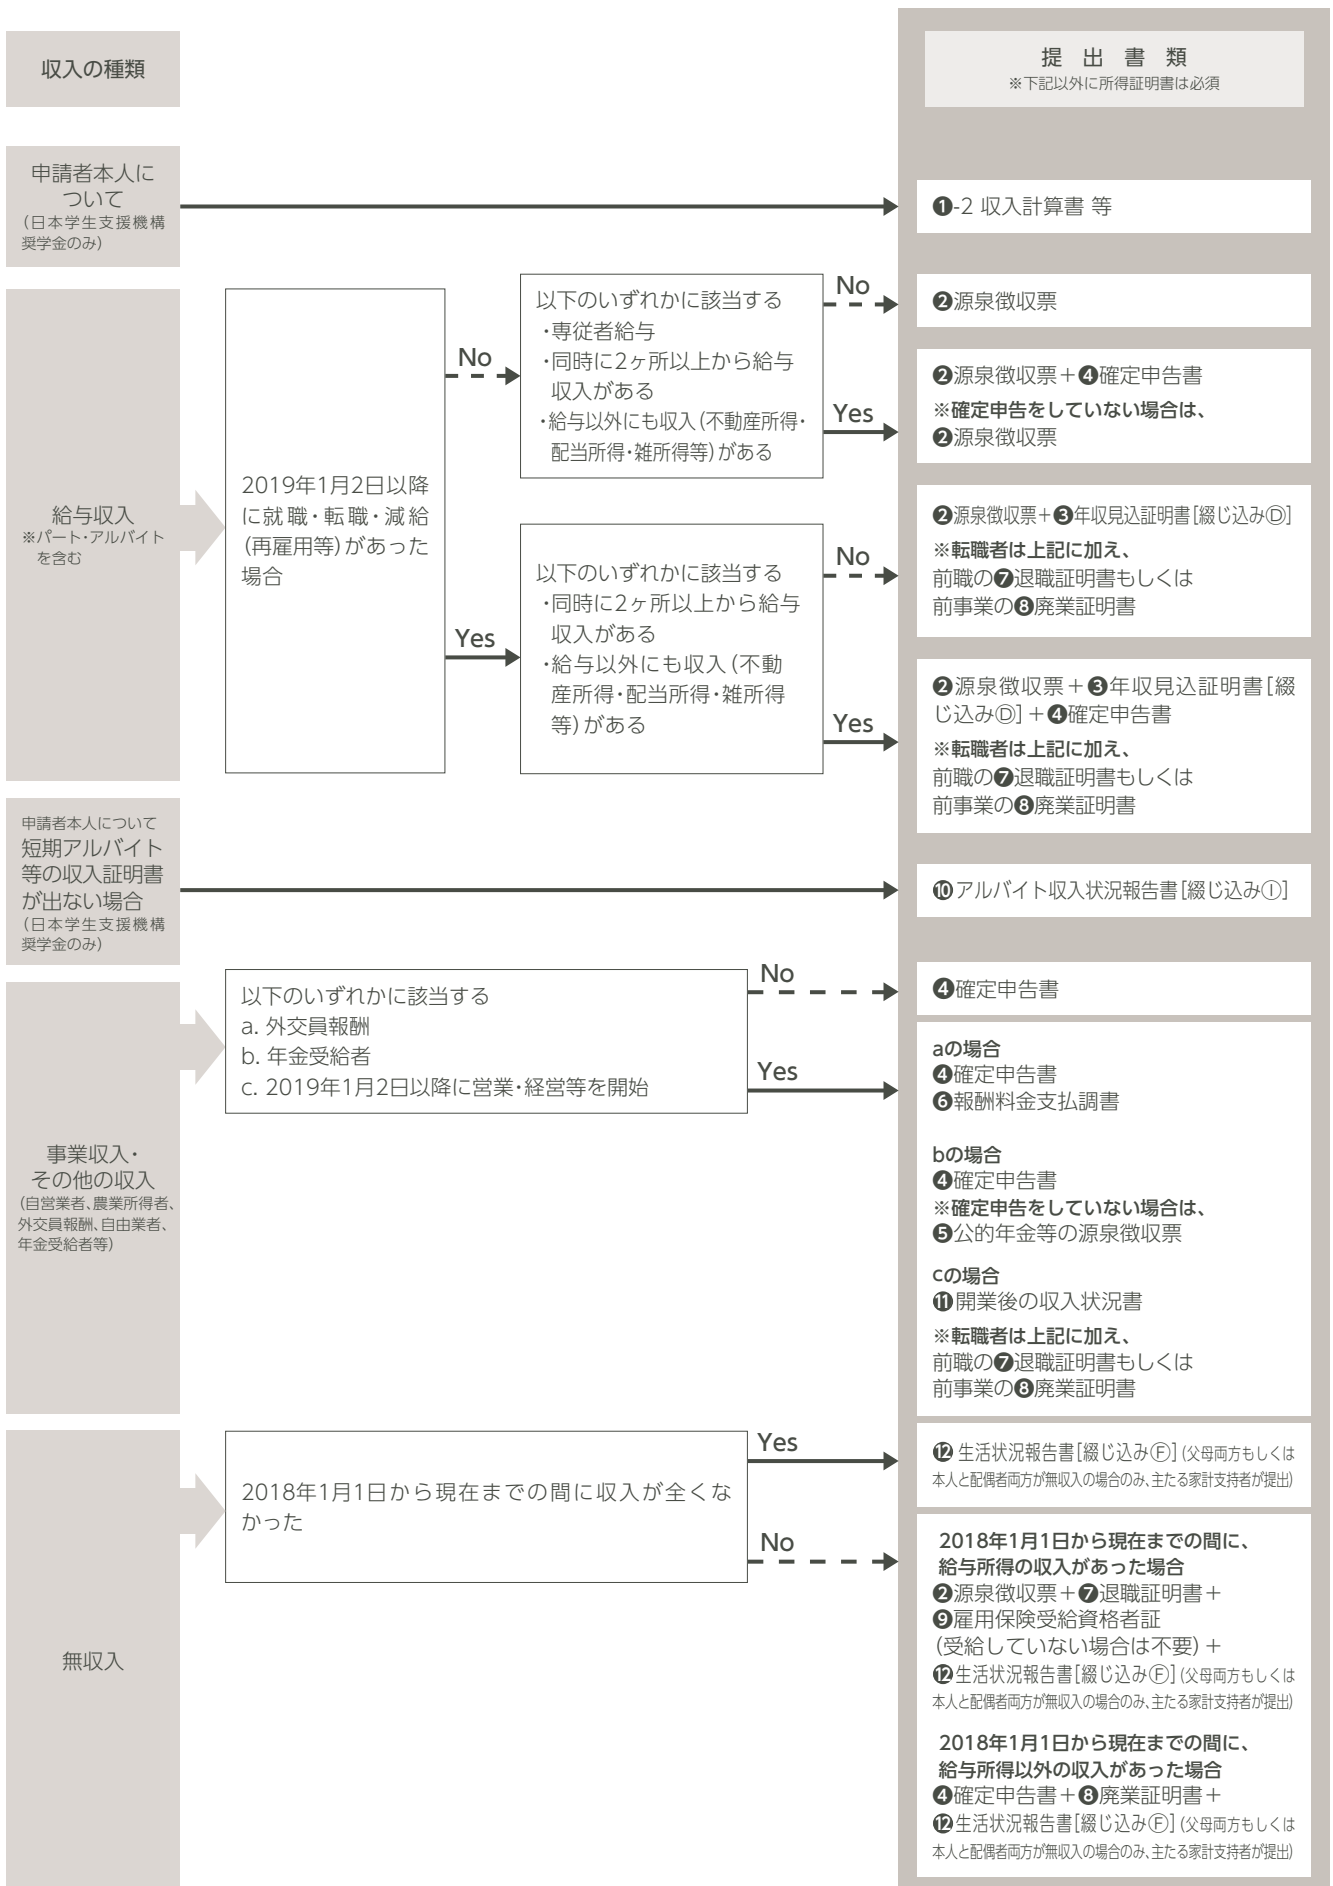 収入の種類
提 出 書 類
※下記以外に所得証明書は必須
申請者本人に
ついて
(日本学生支援機構
奨学金のみ)
❶-2 収入計算書 等
給与収入
※パート・アルバイト
を含む
2019年1月2日以降
に就職・転職・減給
(再雇用等)があった
場合
No
以下のいずれかに該当する
・専従者給与
・同時に2ヶ所以上から給与
収入がある
・給与以外にも収入(不動産所得・
配当所得・雑所得等)がある
No
❷源泉徴収票
Yes
❷源泉徴収票+❹確定申告書
※確定申告をしていない場合は、
❷源泉徴収票
Yes
以下のいずれかに該当する
・同時に2ヶ所以上から給与
収入がある
・給与以外にも収入(不動
産所得・配当所得・雑所得
等)がある
No
❷源泉徴収票+❸年収見込証明書[綴じ込みⒹ]
※転職者は上記に加え、
前職の❼退職証明書もしくは
前事業の❽廃業証明書
Yes
❷源泉徴収票+❸年収見込証明書[綴
じ込みⒹ]+❹確定申告書
※転職者は上記に加え、
前職の❼退職証明書もしくは
前事業の❽廃業証明書
申請者本人について
短期アルバイト
等の収入証明書
が出ない場合
(日本学生支援機構
奨学金のみ)
❿アルバイト収入状況報告書[綴じ込みⒾ]
事業収入・
その他の収入
(自営業者、農業所得者、
外交員報酬、自由業者、
年金受給者等)
以下のいずれかに該当する
a. 外交員報酬
b. 年金受給者
c. 2019年1月2日以降に営業・経営等を開始
No
❹確定申告書
Yes
aの場合
❹確定申告書
❻報酬料金支払調書
bの場合
❹確定申告書
※確定申告をしていない場合は、
❺公的年金等の源泉徴収票
cの場合
⓫開業後の収入状況書
※転職者は上記に加え、
前職の❼退職証明書もしくは
前事業の❽廃業証明書
無収入
2018年1月1日から現在までの間に収入が全くな
かった
Yes
⓬生活状況報告書[綴じ込みⒻ](父母両方もしくは
本人と配偶者両方が無収入の場合のみ、主たる家計支持者が提出)
No
2018年1月1日から現在までの間に、
給与所得の収入があった場合
❷源泉徴収票+❼退職証明書+
❾雇用保険受給資格者証
(受給していない場合は不要)+
⓬生活状況報告書[綴じ込みⒻ](父母両方もしくは
本人と配偶者両方が無収入の場合のみ、主たる家計支持者が提出)
2018年1月1日から現在までの間に、
給与所得以外の収入があった場合
❹確定申告書+❽廃業証明書+
⓬生活状況報告書[綴じ込みⒻ](父母両方もしくは
本人と配偶者両方が無収入の場合のみ、主たる家計支持者が提出)